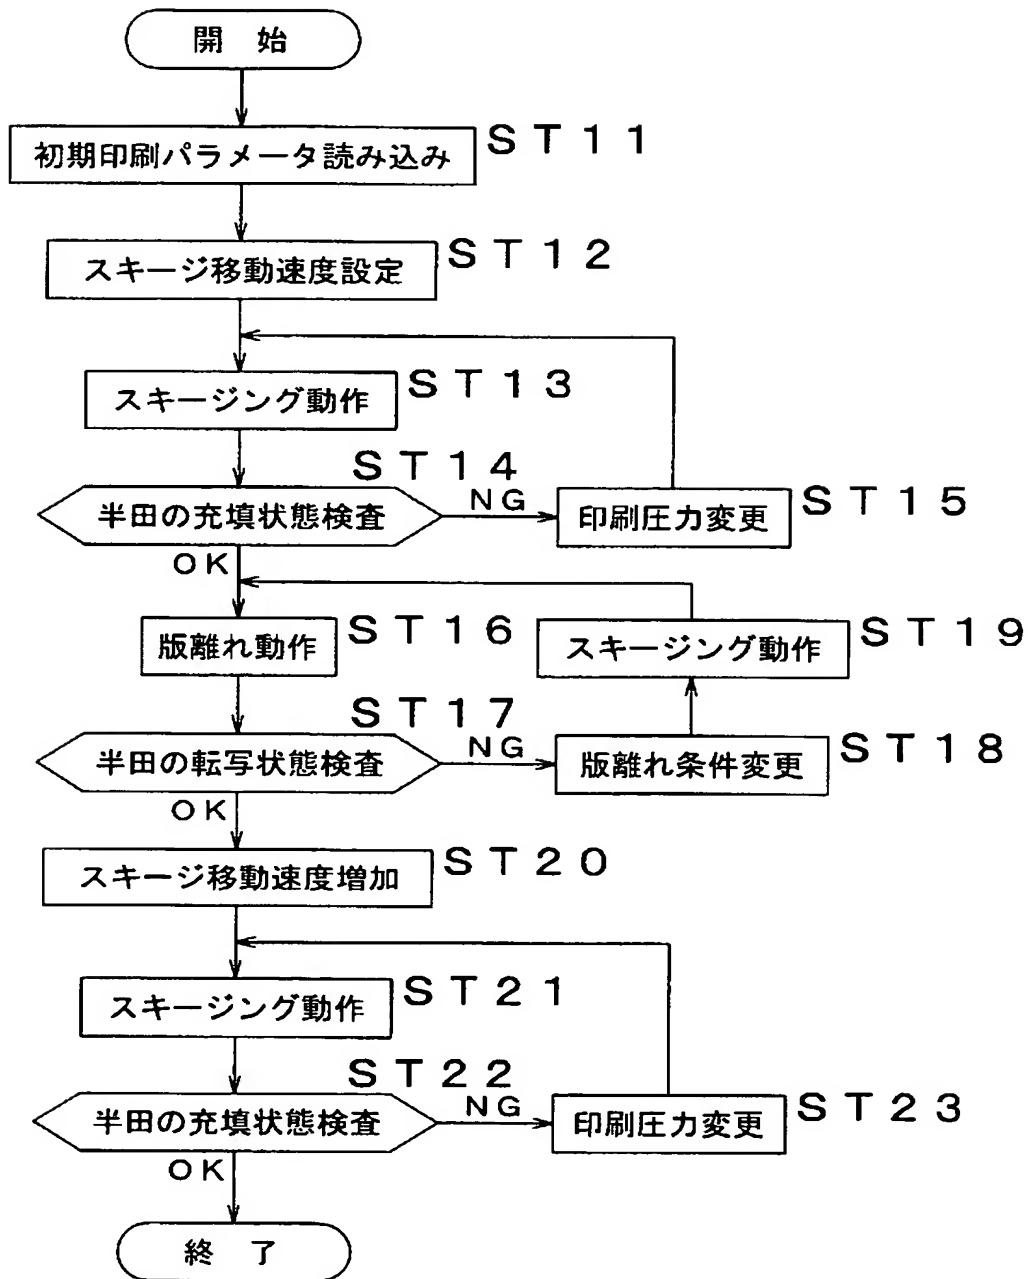 開 始
初期印刷パラメータ読み込み
ST11
スキージ移動速度設定
ST12
スキージング動作
ST13
ST14
半田の充填状態検査
NG
印刷圧力変更
ST15
OK
版離れ動作
ST16
スキージング動作
ST19
ST17
半田の転写状態検査
NG
版離れ条件変更
ST18
OK
スキージ移動速度増加
ST20
スキージング動作
ST21
ST22
半田の充填状態検査
NG
印刷圧力変更
ST23
OK
終 了